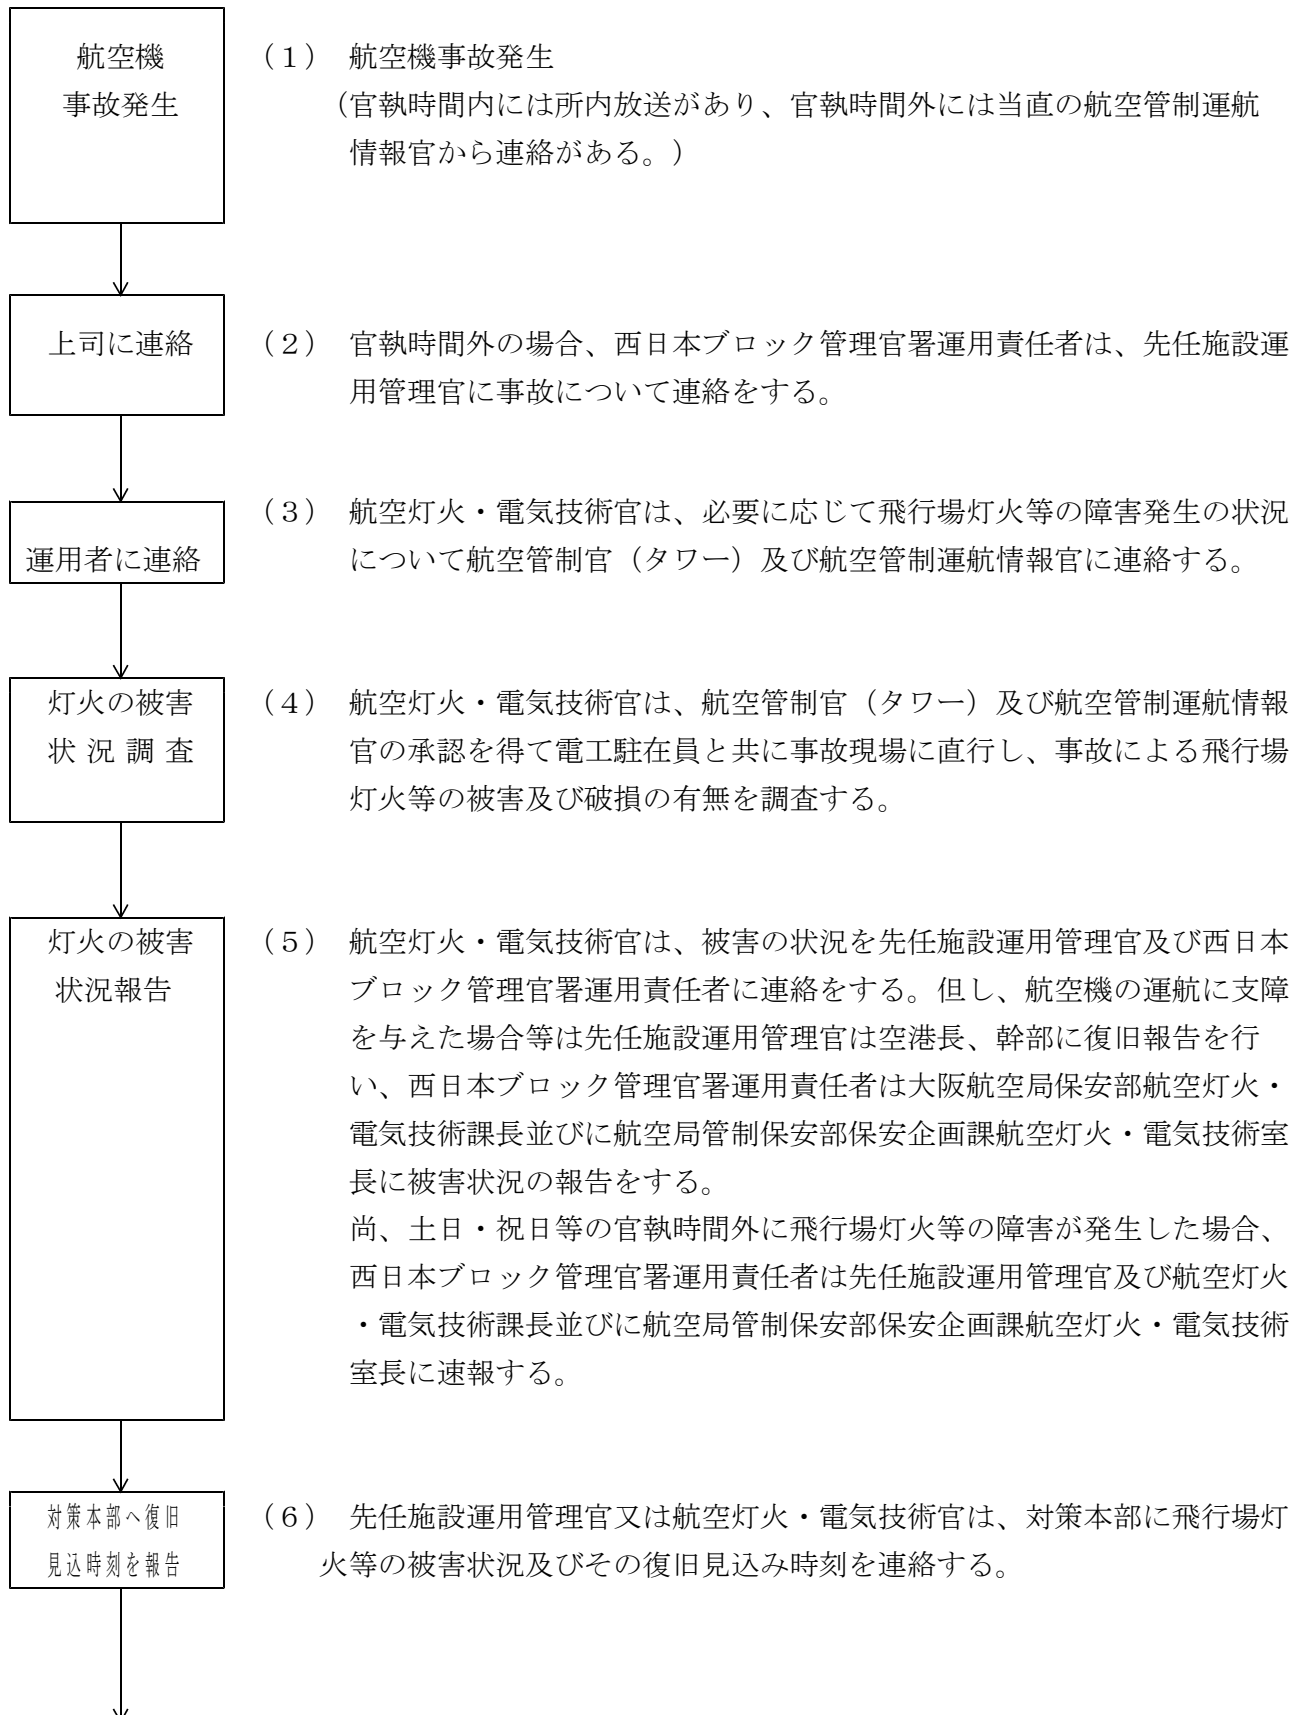 航空機
事故発生
（１） 航空機事故発生
（官執時間内には所内放送があり、官執時間外には当直の航空管制運航
情報官から連絡がある。）
上司に連絡
（２） 官執時間外の場合、西日本ブロック管理官署運用責任者は、先任施設運
用管理官に事故について連絡をする。
運用者に連絡
（３） 航空灯火・電気技術官は、必要に応じて飛行場灯火等の障害発生の状況
について航空管制官（タワー）及び航空管制運航情報官に連絡する。
灯火の被害
状 況 調 査
（４） 航空灯火・電気技術官は、航空管制官（タワー）及び航空管制運航情報
官の承認を得て電工駐在員と共に事故現場に直行し、事故による飛行場
灯火等の被害及び破損の有無を調査する。
灯火の被害
状況報告
（５） 航空灯火・電気技術官は、被害の状況を先任施設運用管理官及び西日本
ブロック管理官署運用責任者に連絡をする。但し、航空機の運航に支障
を与えた場合等は先任施設運用管理官は空港長、幹部に復旧報告を行
い、西日本ブロック管理官署運用責任者は大阪航空局保安部航空灯火・
電気技術課長並びに航空局管制保安部保安企画課航空灯火・電気技術室
長に被害状況の報告をする。
尚、土日・祝日等の官執時間外に飛行場灯火等の障害が発生した場合、
西日本ブロック管理官署運用責任者は先任施設運用管理官及び航空灯火
・電気技術課長並びに航空局管制保安部保安企画課航空灯火・電気技術
室長に速報する。
対策本部へ復旧
見込時刻を報告
（６） 先任施設運用管理官又は航空灯火・電気技術官は、対策本部に飛行場灯
火等の被害状況及びその復旧見込み時刻を連絡する。